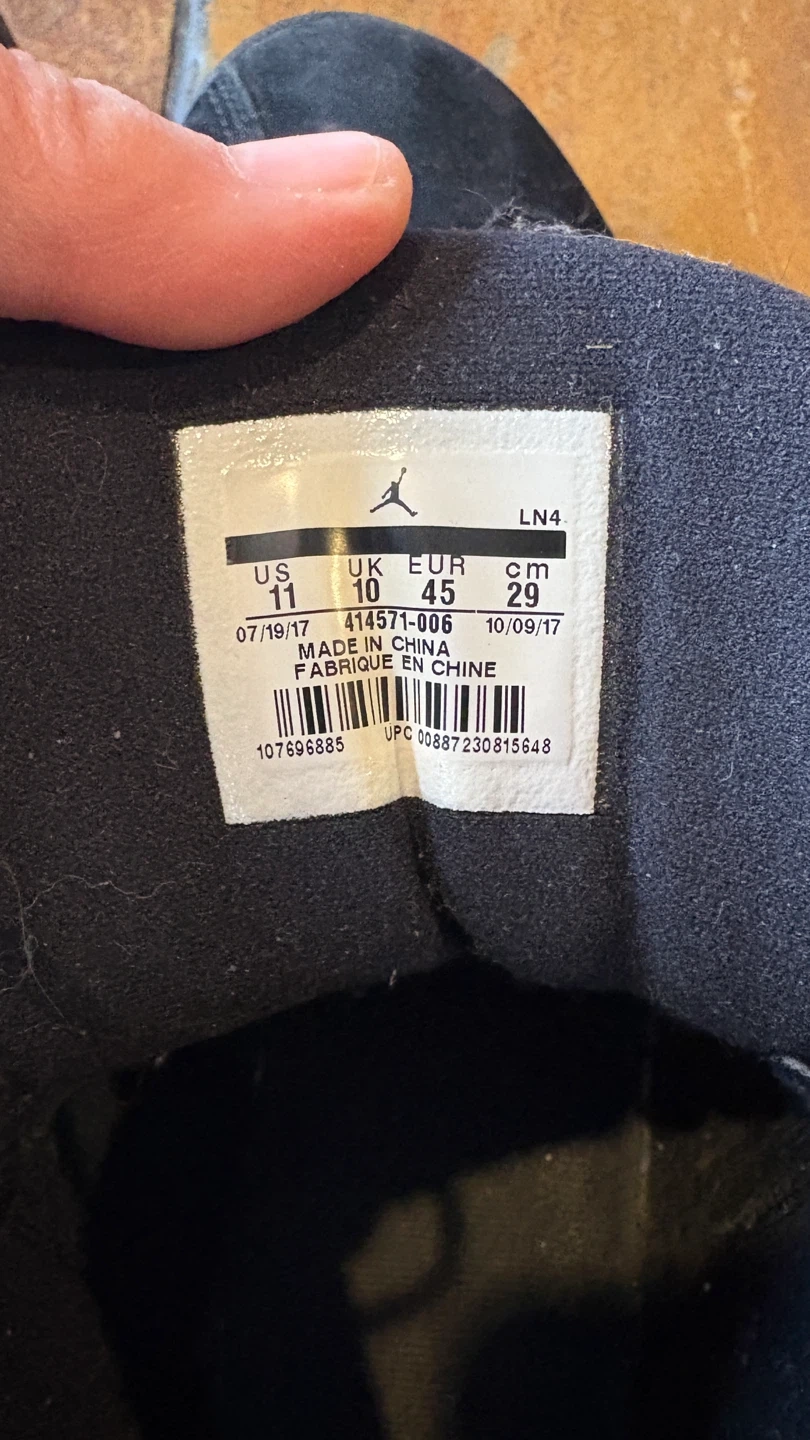 LN4
US UK EUR cm
11 10 45 29
07/19/17 414571-006 10/09/17
MADE IN CHINA
FABRIQUE EN CHINE
107696885 UPC 00887230815648